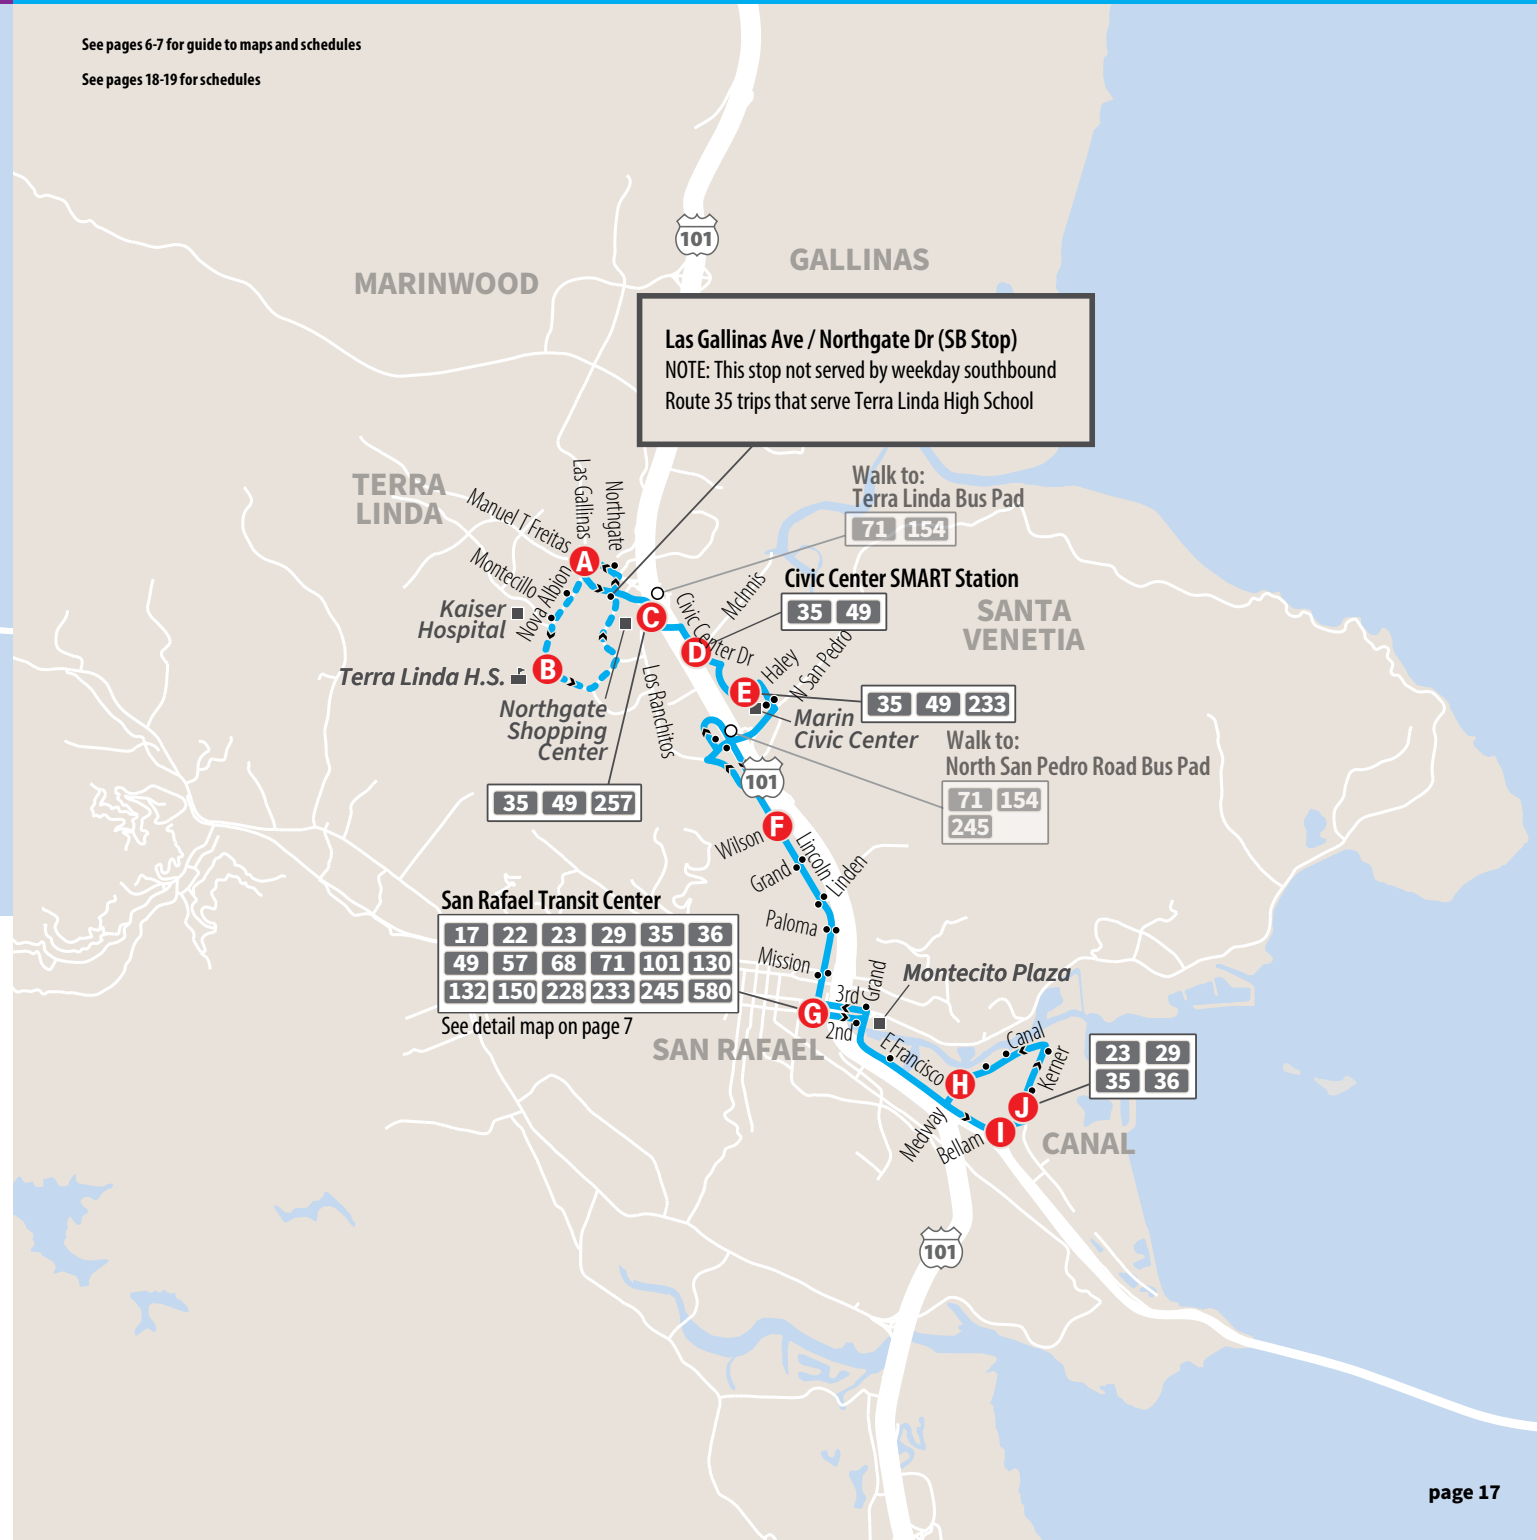 See pages 6-7 for guide to maps and schedules
See pages 18-19 for schedules
101
GALLINAS
MARINWOOD
Las Gallinas Ave / Northgate Dr (SB Stop)
NOTE: This stop not served by weekday southbound
Route 35 trips that serve Terra Linda High School
TERRA
LINDA
Las Gallinas
Northgate
Manuel T Freitas
Montecillo
Nova Albion
Walk to:
Terra Linda Bus Pad
71 154
A
Kaiser
Hospital
Terra Linda H.S.
B
C
Northgate
Shopping
Center
Los Ranchitos
35 49 257
Civic Center Dr
McInnis
Civic Center SMART Station
35 49
SANTA
VENETIA
D
Haley
N San Pedro
E
35 49 233
Marin
Civic Center
Walk to:
North San Pedro Road Bus Pad
71 154
245
101
F
Wilson
Lincoln
Grand
Linden
Paloma
Mission
San Rafael Transit Center
17 22 23 29 35 36
49 57 68 71 101 130
132 150 228 233 245 580
See detail map on page 7
3rd
Grand
Montecito Plaza
G
2nd
SAN RAFAEL
E Francisco
Canal
Kerner
H
23 29
35 36
J
Medway
Bellam
I
CANAL
101
page 17